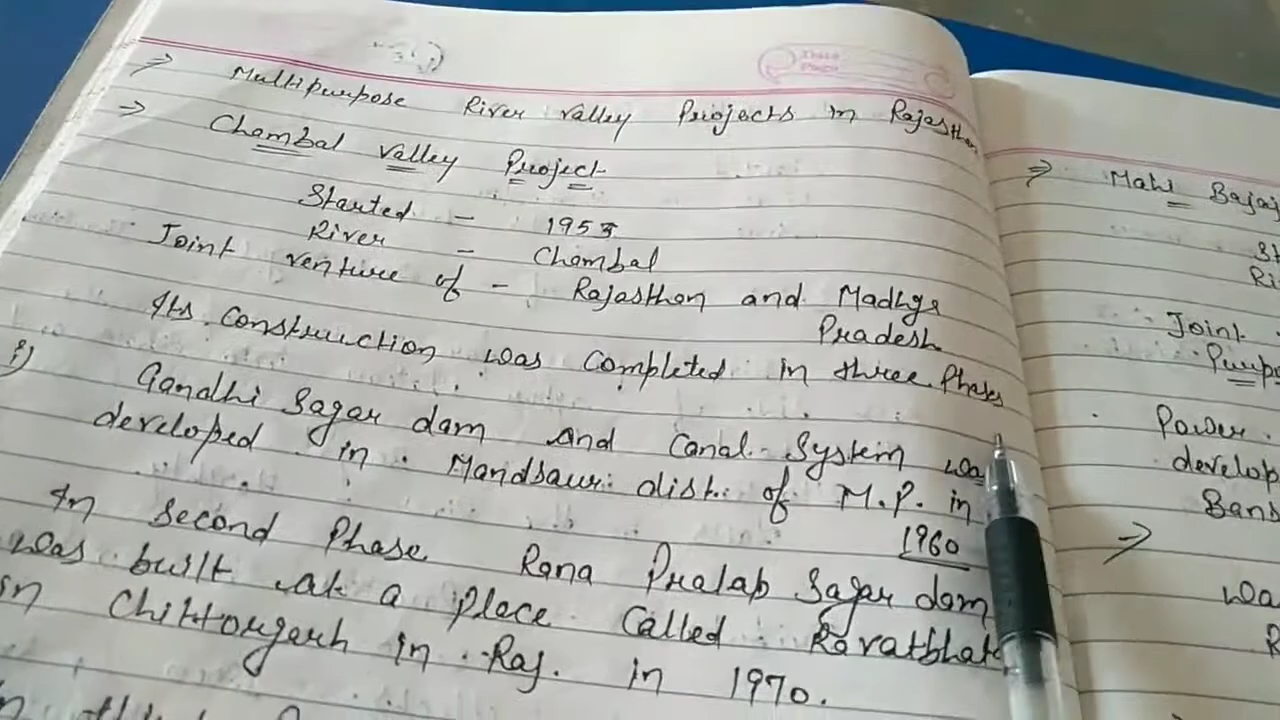 ⇒ Multipurpose River valley Projects in Rajasthan
⇒ Chambal valley Project
Started - 1953
River - Chambal
Joint venture of - Rajasthan and Madhya
Pradesh
Its construction was completed in three Phases
i) Gandhi Sagar dam and Canal System was
developed in Mandsaur dist. of M.P. in
1960
In second Phase Rana Pratap Sagar dam
was built at a place called Ravatbhata
in Chittorgarh in Raj. in 1970.
⇒ Mahi Bajaj
Joint
Purpo
Power
develop
Bans
⇒
wa
R